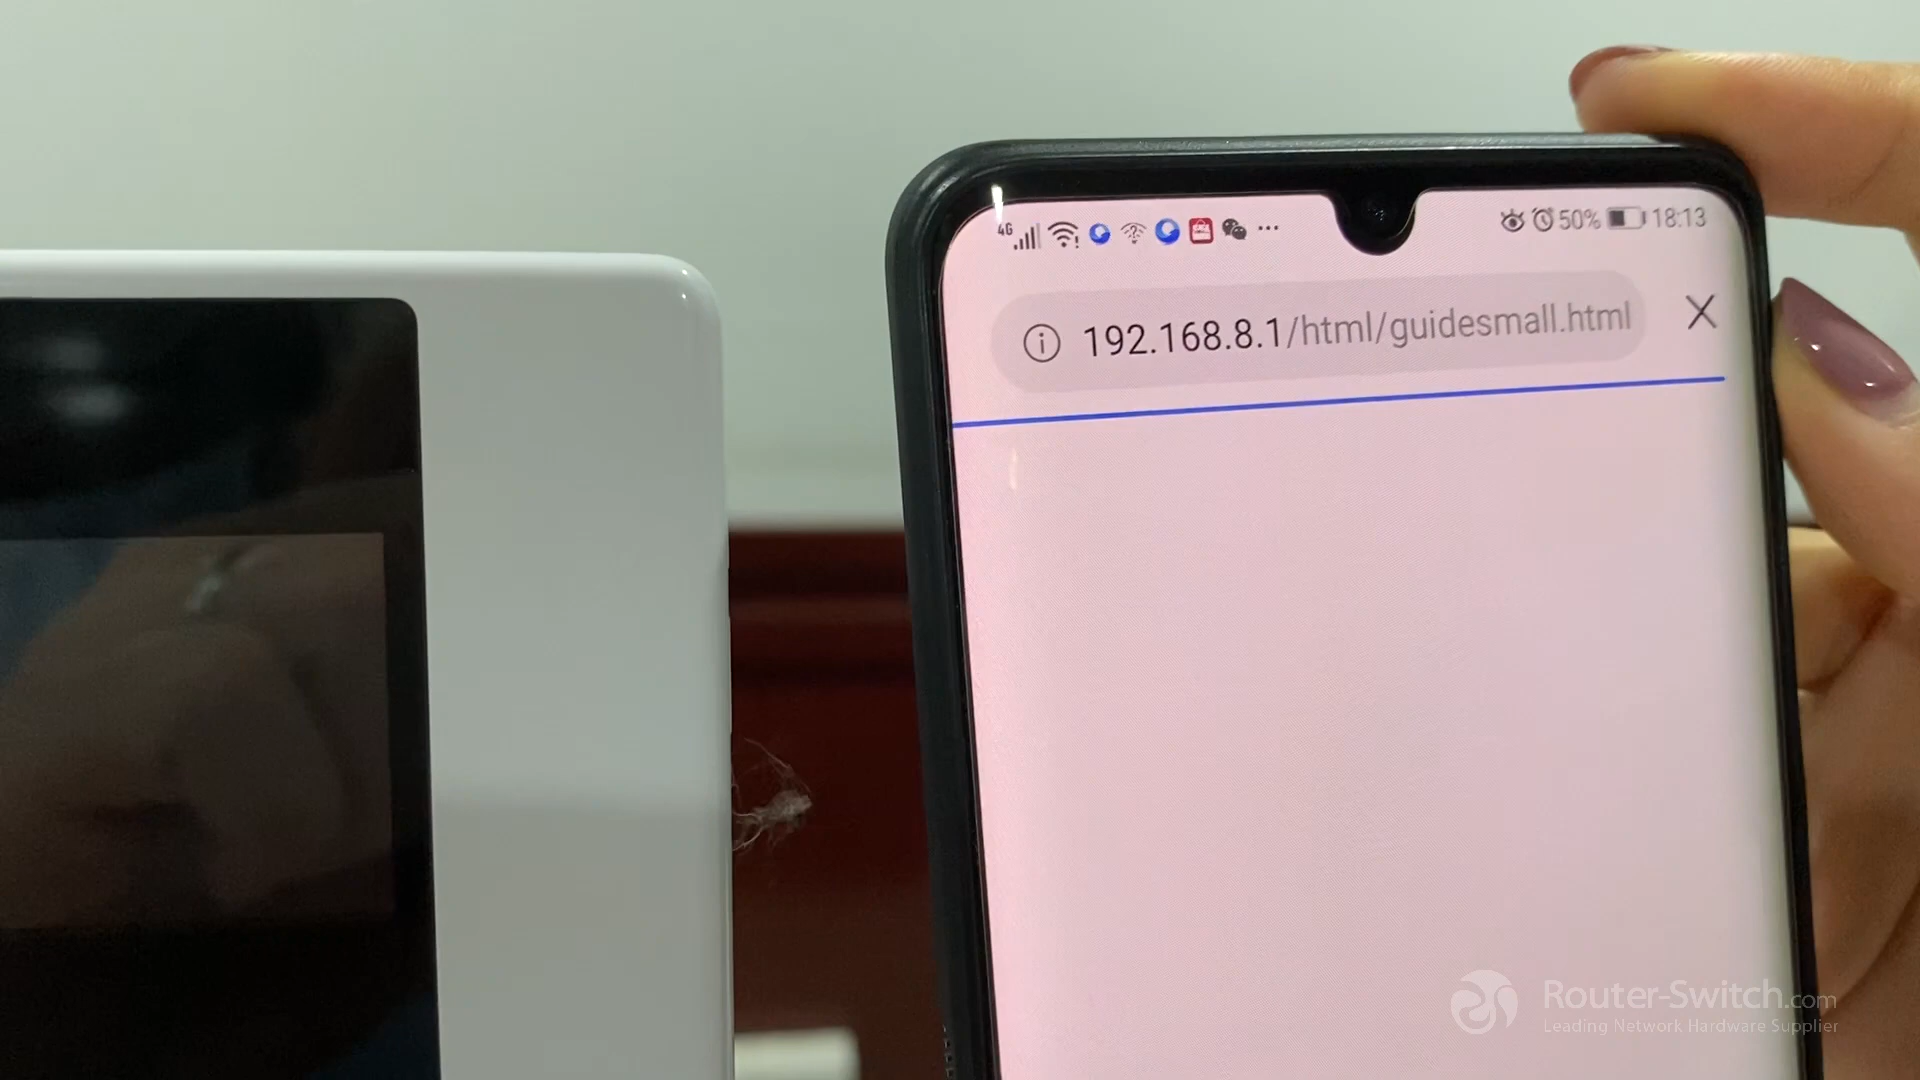 4G 50% 18:13
192.168.8.1/html/guidesmall.html
Router-Switch.com
Leading Network Hardware Supplier